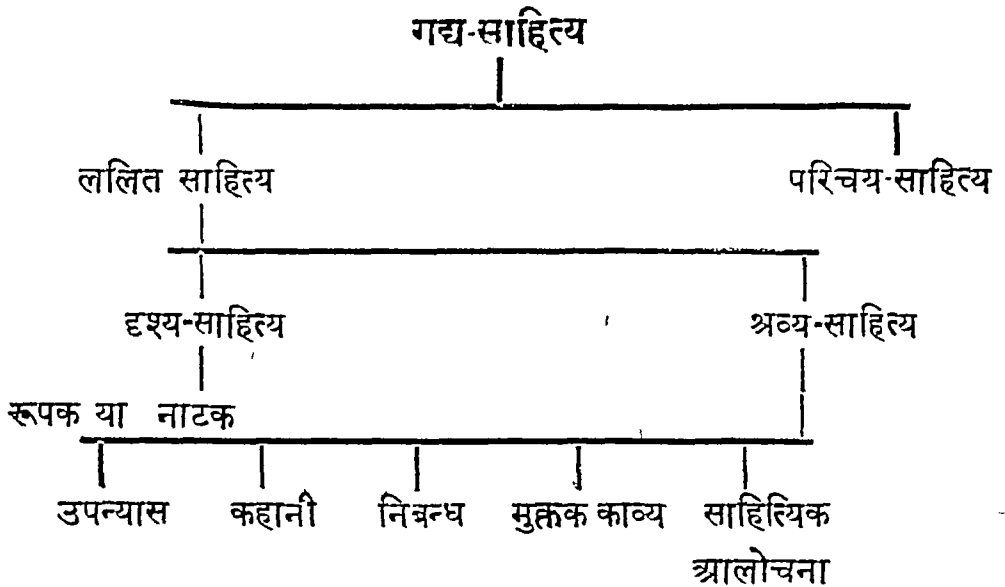 गद्य-साहित्य
ललित साहित्य परिचय-साहित्य
दृश्य-साहित्य श्रव्य-साहित्य
रूपक या नाटक
उपन्यास कहानी निबन्ध मुक्तक काव्य साहित्यिक
आलोचना